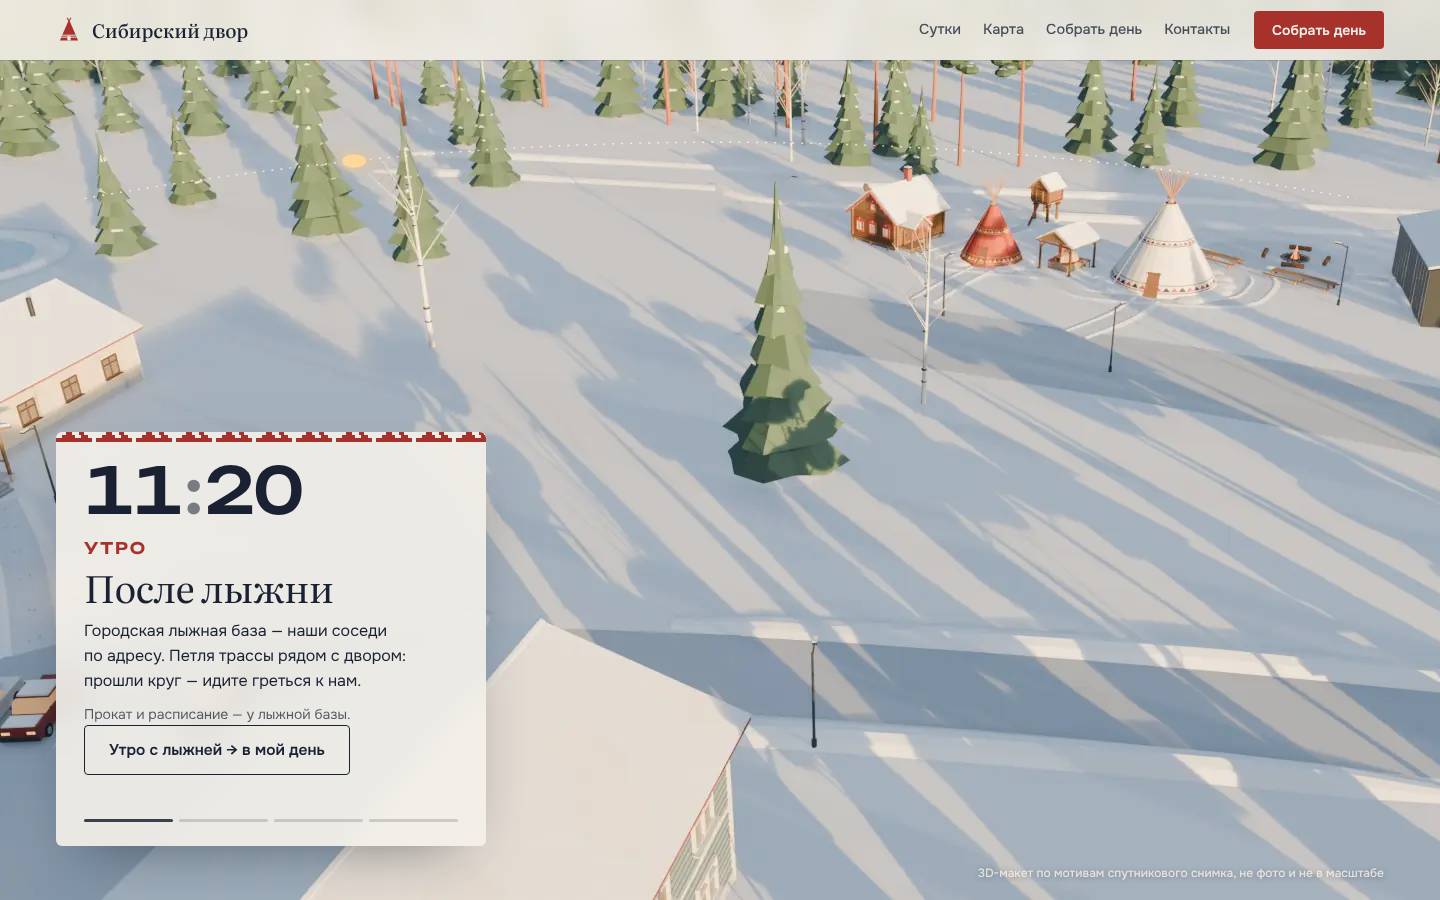 Сибирский двор
Сутки
Карта
Собрать день
Контакты
Собрать день
11:20
УТРО
После лыжни
Городская лыжная база — наши соседи
по адресу. Петля трассы рядом с двором:
прошли круг — идите греться к нам.
Прокат и расписание — у лыжной базы.
Утро с лыжней → в мой день
3D-макет по мотивам спутникового снимка, не фото и не в масштабе